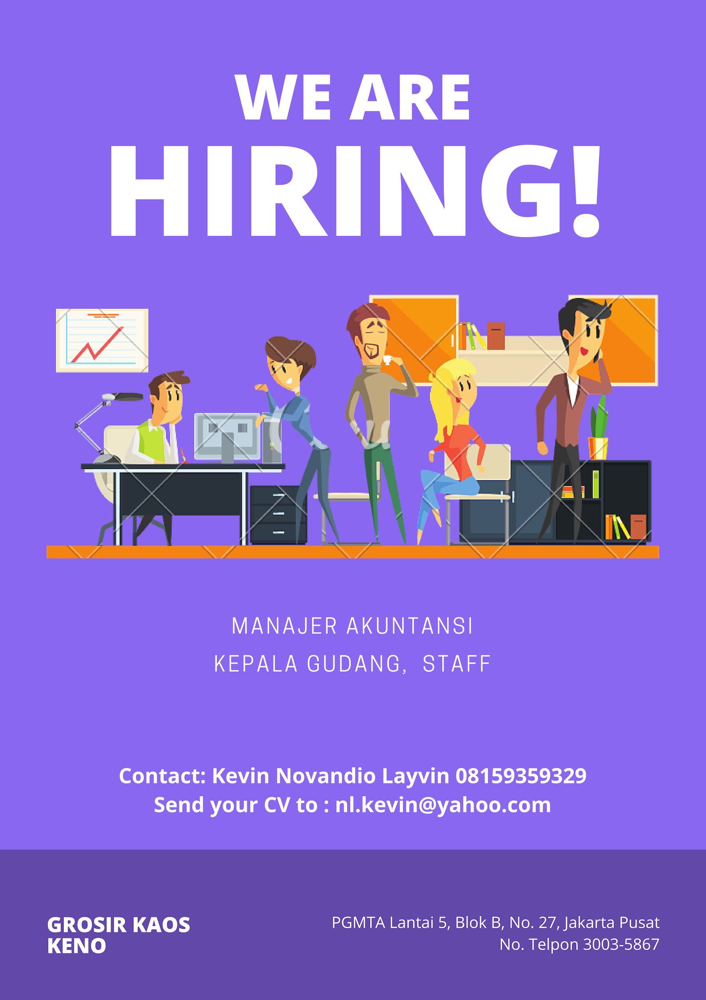 WE ARE
HIRING!
MANAJER AKUNTANSI
KEPALA GUDANG, STAFF
Contact: Kevin Novandio Layvin 08159359329
Send your CV to : nl.kevin@yahoo.com
GROSIR KAOS
KENO
PGMTA Lantai 5, Blok B, No. 27, Jakarta Pusat
No. Telpon 3003-5867